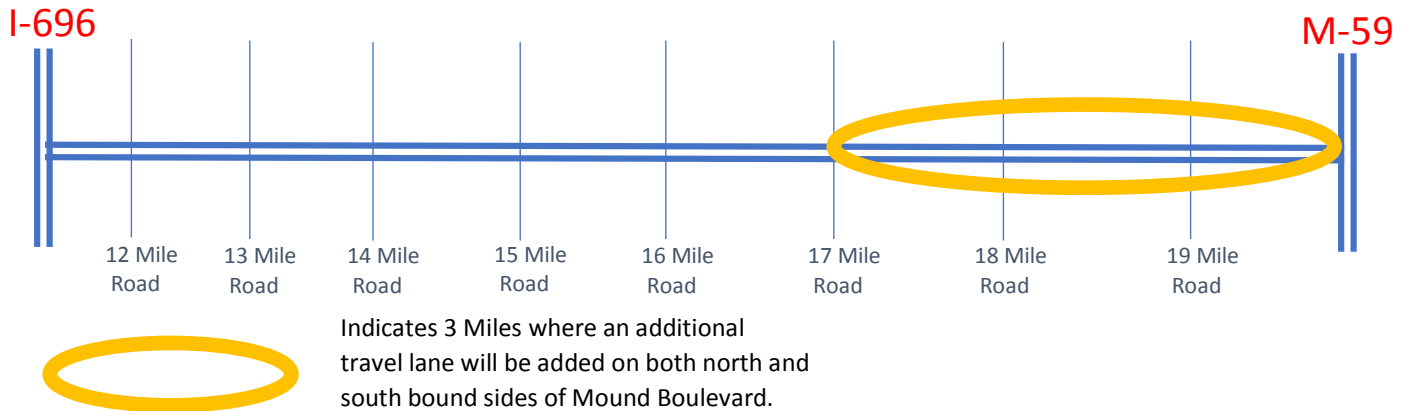 I-696
M-59
12 Mile
Road
13 Mile
Road
14 Mile
Road
15 Mile
Road
16 Mile
Road
17 Mile
Road
18 Mile
Road
19 Mile
Road
Indicates 3 Miles where an additional
travel lane will be added on both north and
south bound sides of Mound Boulevard.